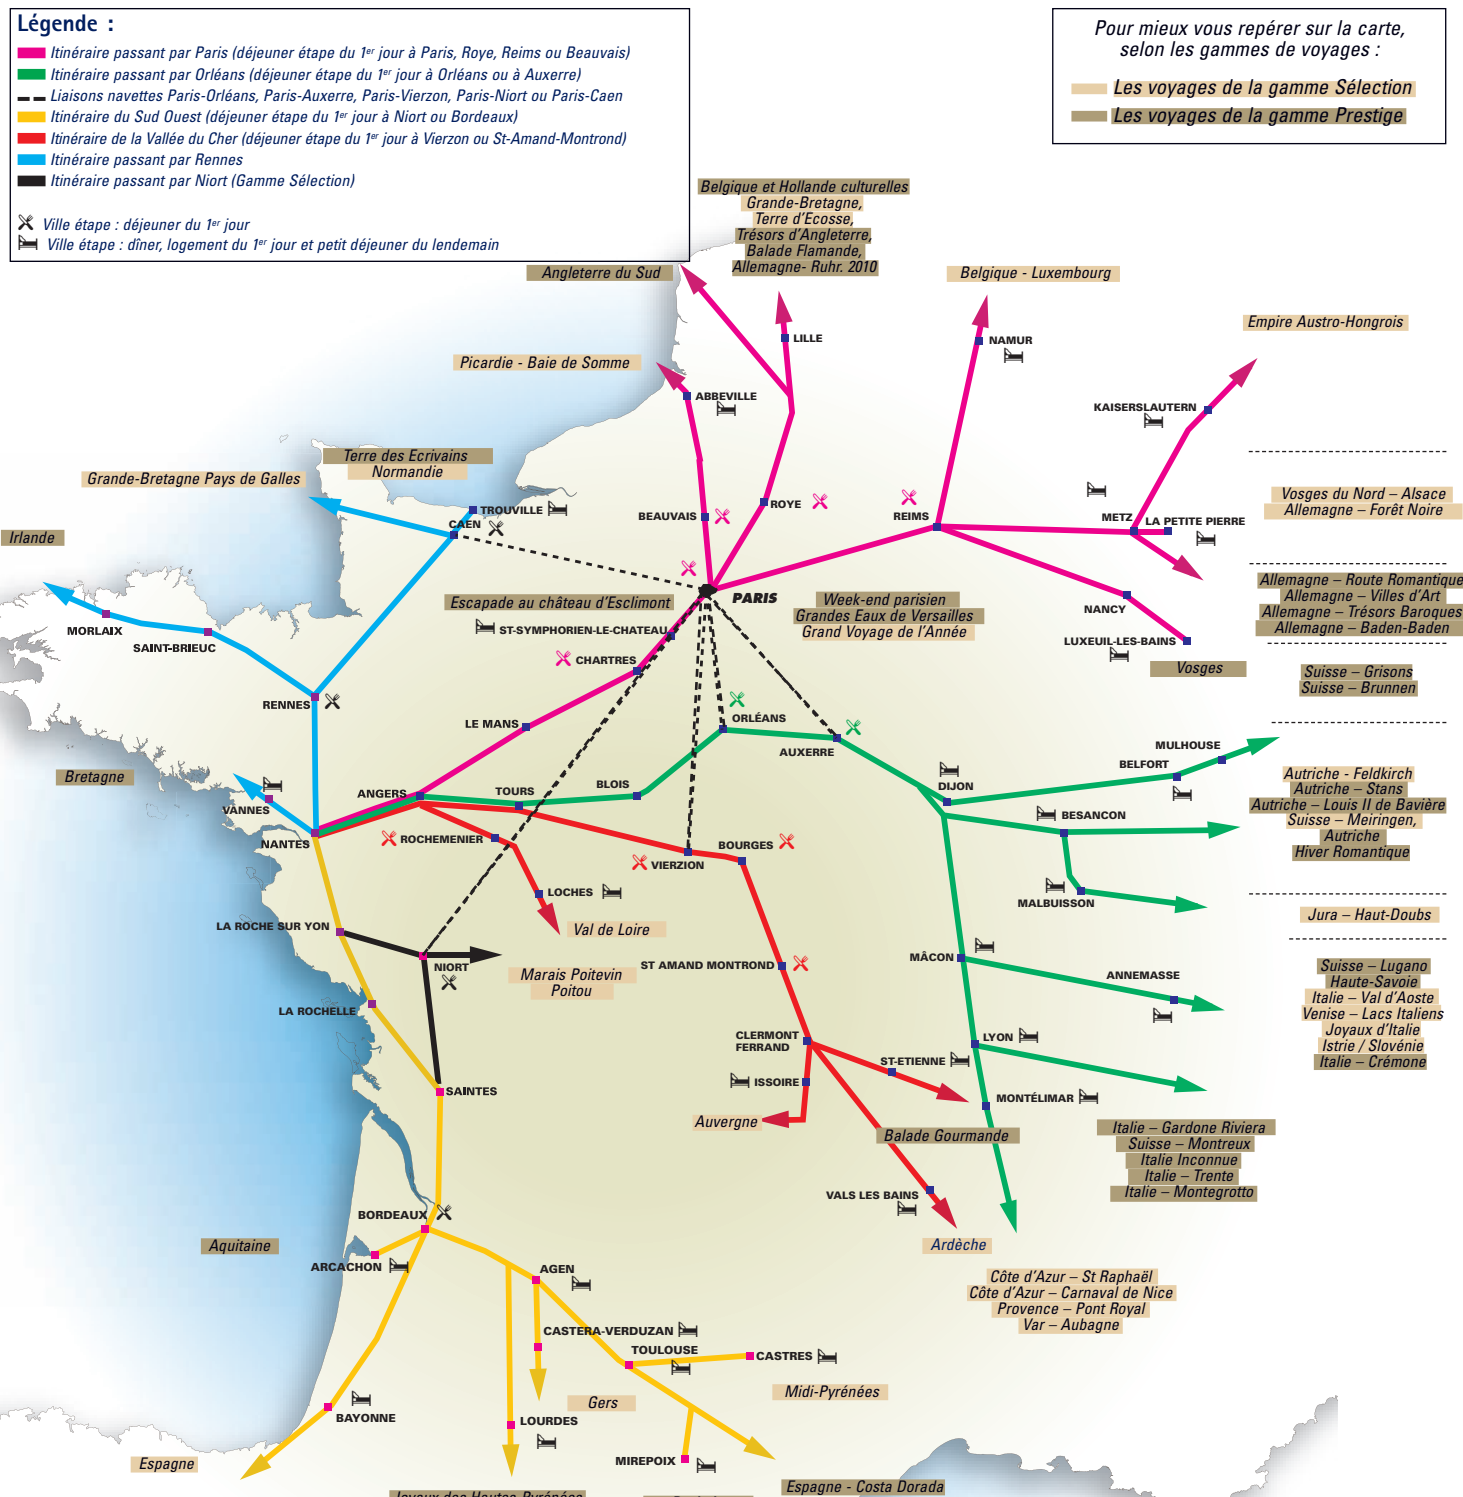 Légende :
Itinéraire passant par Paris (déjeuner étape du 1er jour à Paris, Roye, Reims ou Beauvais)
Itinéraire passant par Orléans (déjeuner étape du 1er jour à Orléans ou à Auxerre)
Liaisons navettes Paris-Orléans, Paris-Auxerre, Paris-Vierzon, Paris-Niort ou Paris-Caen
Itinéraire du Sud Ouest (déjeuner étape du 1er jour à Niort ou Bordeaux)
Itinéraire de la Vallée du Cher (déjeuner étape du 1er jour à Vierzon ou St-Amand-Montrond)
Itinéraire passant par Rennes
Itinéraire passant par Niort (Gamme Sélection)
Ville étape : déjeuner du 1er jour
Ville étape : dîner, logement du 1er jour et petit déjeuner du lendemain
Pour mieux vous repérer sur la carte,
selon les gammes de voyages :
Les voyages de la gamme Sélection
Les voyages de la gamme Prestige
Belgique et Hollande culturelles
Grande-Bretagne,
Terre d'Ecosse,
Trésors d'Angleterre,
Balade Flamande,
Allemagne- Ruhr. 2010
Angleterre du Sud
Belgique - Luxembourg
Empire Austro-Hongrois
LILLE
NAMUR
Picardie - Baie de Somme
ABBEVILLE
KAISERSLAUTERN
Terre des Ecrivains
Normandie
Grande-Bretagne Pays de Galles
Vosges du Nord – Alsace
Allemagne – Forêt Noire
TROUVILLE
CAEN
BEAUVAIS
ROYE
REIMS
METZ
LA PETITE PIERRE
Irlande
Allemagne – Route Romantique
Allemagne – Villes d'Art
Allemagne – Trésors Baroques
Allemagne – Baden-Baden
PARIS
Escapade au château d'Esclimont
Week-end parisien
Grandes Eaux de Versailles
Grand Voyage de l'Année
NANCY
MORLAIX
SAINT-BRIEUC
ST-SYMPHORIEN-LE-CHATEAU
LUXEUIL-LES-BAINS
Vosges
CHARTRES
Suisse – Grisons
Suisse – Brunnen
RENNES
LE MANS
ORLÉANS
AUXERRE
MULHOUSE
BELFORT
DIJON
Bretagne
VANNES
ANGERS
TOURS
BLOIS
Autriche - Feldkirch
Autriche – Stans
Autriche – Louis II de Bavière
Suisse – Meiringen,
Autriche
Hiver Romantique
BESANCON
NANTES
ROCHEMENIER
VIERZION
BOURGES
LOCHES
MALBUISSON
Jura – Haut-Doubs
LA ROCHE SUR YON
Val de Loire
NIORT
Marais Poitevin
Poitou
ST AMAND MONTROND
MÂCON
ANNEMASSE
Suisse – Lugano
Haute-Savoie
Italie – Val d'Aoste
Venise – Lacs Italiens
Joyaux d'Italie
Istrie / Slovénie
Italie – Crémone
LA ROCHELLE
CLERMONT
FERRAND
LYON
ST-ETIENNE
ISSOIRE
SAINTES
MONTÉLIMAR
Auvergne
Balade Gourmande
Italie – Gardone Riviera
Suisse – Montreux
Italie Inconnue
Italie – Trente
Italie – Montegrotto
VALS LES BAINS
BORDEAUX
Aquitaine
ARCACHON
Ardèche
AGEN
Côte d'Azur – St Raphaël
Côte d'Azur – Carnaval de Nice
Provence – Pont Royal
Var – Aubagne
CASTERA-VERDUZAN
TOULOUSE
CASTRES
Gers
Midi-Pyrénées
BAYONNE
LOURDES
MIREPOIX
Espagne
Espagne - Costa Dorada
Joyaux des Hautes-Pyrénées